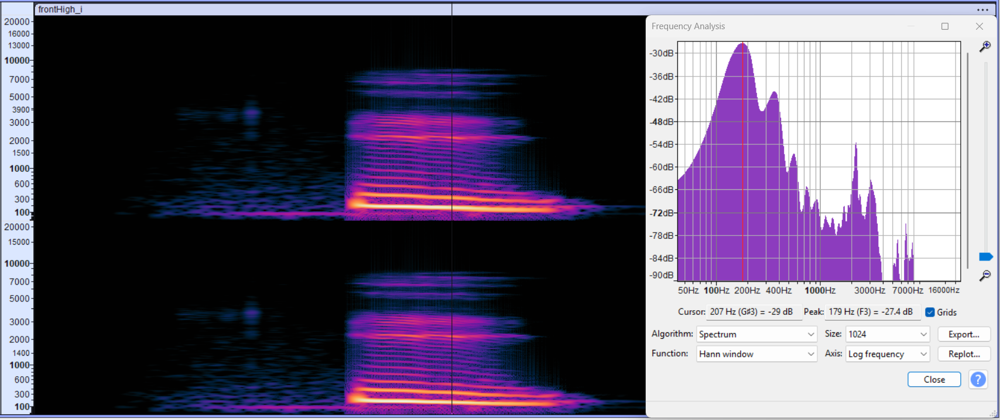 frontHigh_i
...
20000
16000
13000
10000
7000
5000
3900
3000
2000
1500
1000
600
300
100
20000
15000
10000
7000
5000
3000
2000
1400
1000
600
300
100
Frequency Analysis
-30dB
-36dB
-42dB
-48dB
-54dB
-60dB
-66dB
-72dB
-78dB
-84dB
-90dB
50Hz 100Hz 200Hz 400Hz 1000Hz 3000Hz 7000Hz 16000Hz
Cursor: 207 Hz (G♯3) = -29 dB Peak: 179 Hz (F3) = -27.4 dB Grids
Algorithm: Spectrum Size: 1024 Export...
Function: Hann window Axis: Log frequency Replot...
Close ?